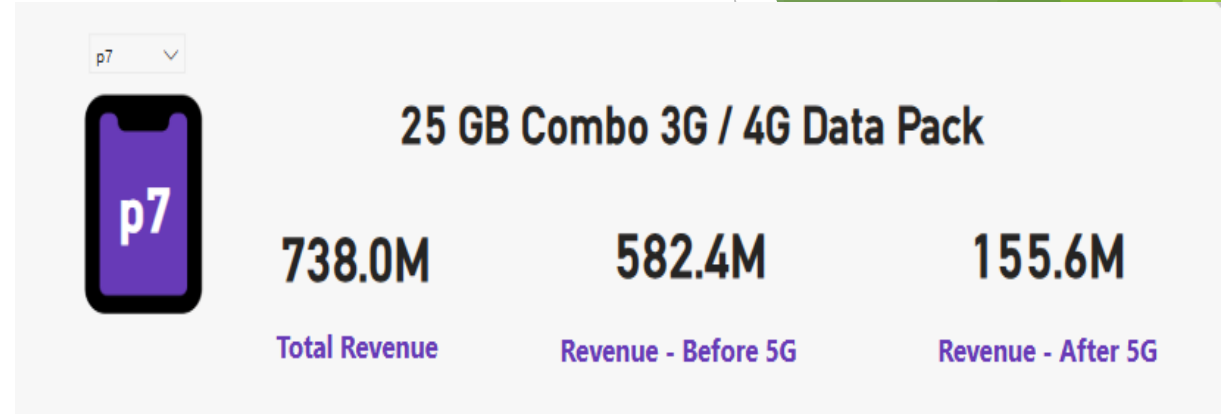 p7
25 GB Combo 3G / 4G Data Pack
p7
738.0M 582.4M 155.6M
Total Revenue Revenue - Before 5G Revenue - After 5G